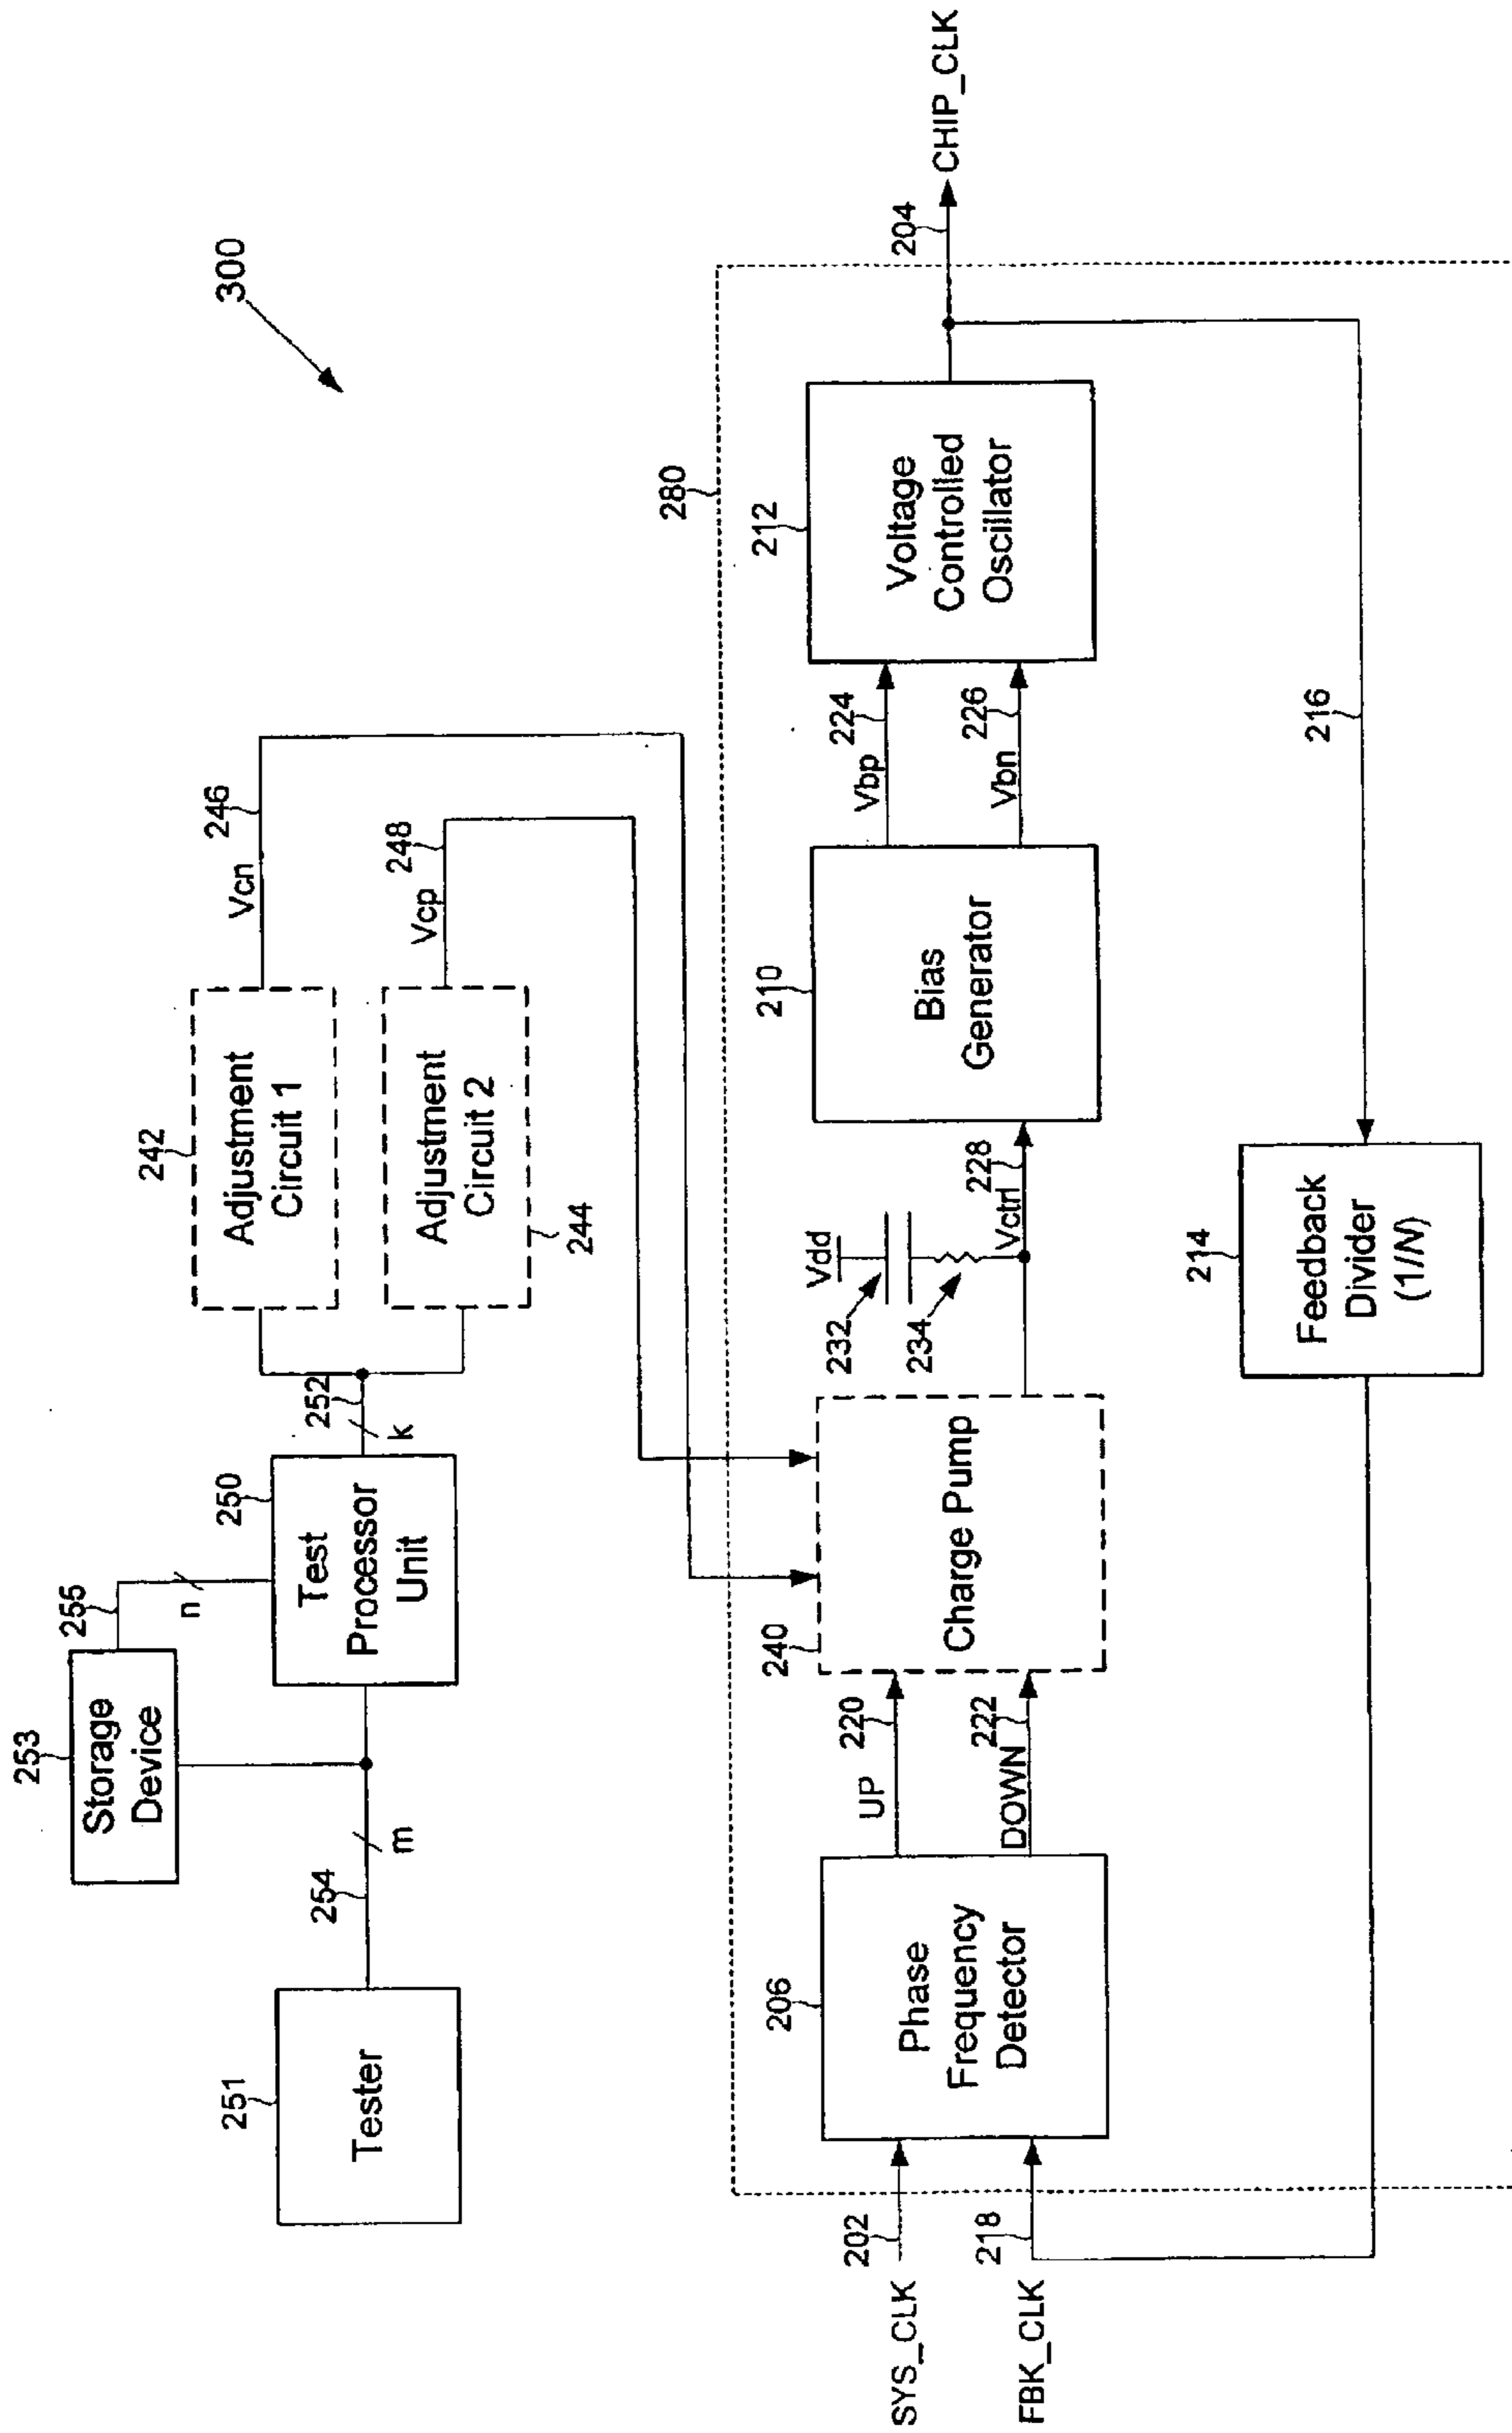 300
253
Storage
Device
255
n
251
Tester
254
m
250
Test
Processor
Unit
252
k
242
Adjustment
Circuit 1
Vcn
246
Adjustment
Circuit 2
244
Vcp
248
280
SYS_CLK
202
FBK_CLK
218
206
Phase
Frequency
Detector
UP
220
DOWN
222
240
Charge Pump
Vdd
232
234
Vctrl
228
210
Bias
Generator
Vbp
224
Vbn
226
212
Voltage
Controlled
Oscillator
204
CHIP_CLK
214
Feedback
Divider
(1/N)
216